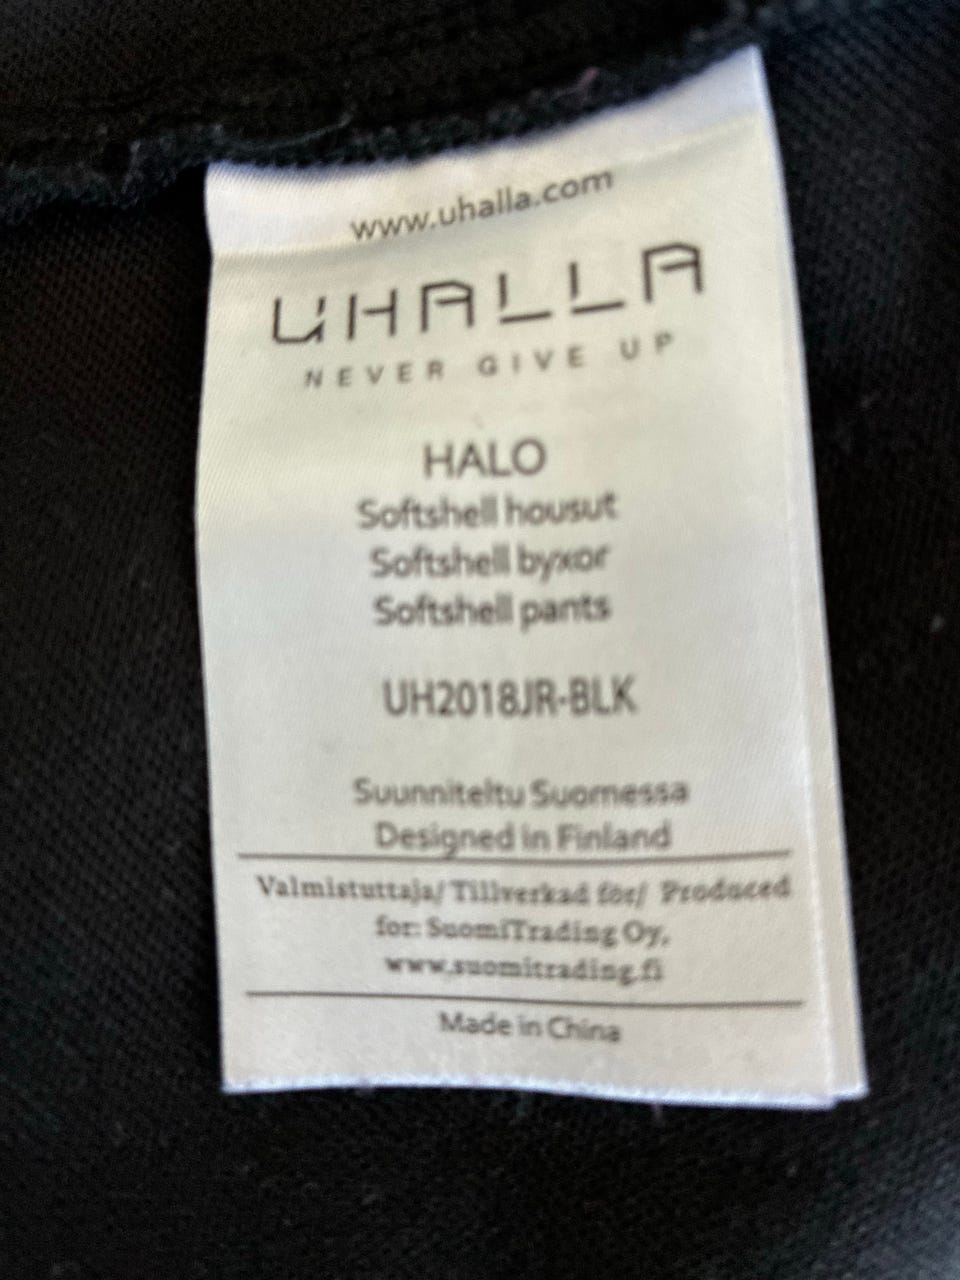 www.uhalla.com
UHALLA
NEVER GIVE UP
HALO
Softshell housut
Softshell byxor
Softshell pants
UH2018JR-BLK
Suunniteltu Suomessa
Designed in Finland
Valmistuttaja/ Tillverkad för/ Produced
for: SuomiTrading Oy,
www.suomitrading.fi
Made in China